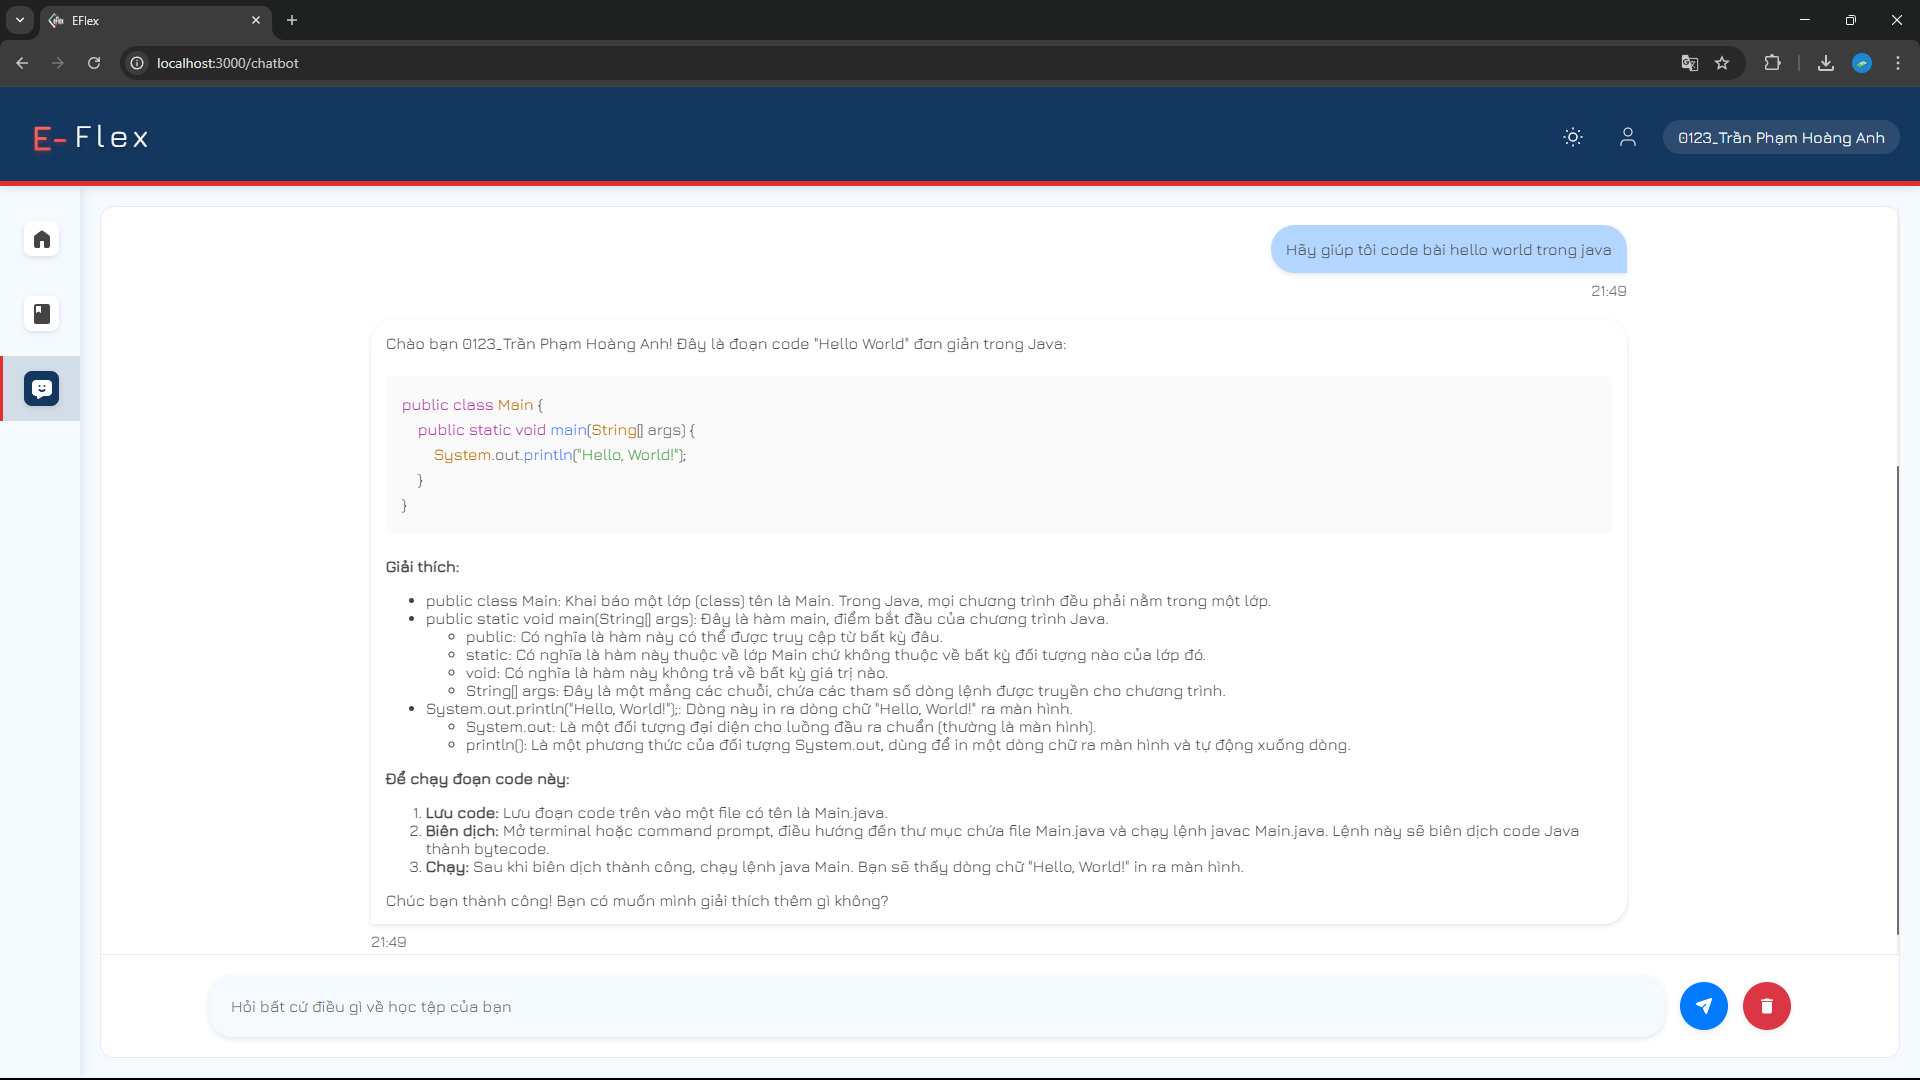 EFlex
localhost:3000/chatbot
E-Flex
0123_Trần Phạm Hoàng Anh
Hãy giúp tôi code bài hello world trong java
21:49
Chào bạn 0123_Trần Phạm Hoàng Anh! Đây là đoạn code "Hello World" đơn giản trong Java:
public class Main {
public static void main(String[] args) {
System.out.println("Hello, World!");
}
}
Giải thích:
• public class Main: Khai báo một lớp (class) tên là Main. Trong Java, mọi chương trình đều phải nằm trong một lớp.
• public static void main(String[] args): Đây là hàm main, điểm bắt đầu của chương trình Java.
◦ public: Có nghĩa là hàm này có thể được truy cập từ bất kỳ đâu.
◦ static: Có nghĩa là hàm này thuộc về lớp Main chứ không thuộc về bất kỳ đối tượng nào của lớp đó.
◦ void: Có nghĩa là hàm này không trả về bất kỳ giá trị nào.
◦ String[] args: Đây là một mảng các chuỗi, chứa các tham số dòng lệnh được truyền cho chương trình.
• System.out.println("Hello, World!");: Dòng này in ra dòng chữ "Hello, World!" ra màn hình.
◦ System.out: Là một đối tượng đại diện cho luồng đầu ra chuẩn (thường là màn hình).
◦ println(): Là một phương thức của đối tượng System.out, dùng để in một dòng chữ ra màn hình và tự động xuống dòng.
Để chạy đoạn code này:
1. Lưu code: Lưu đoạn code trên vào một file có tên là Main.java.
2. Biên dịch: Mở terminal hoặc command prompt, điều hướng đến thư mục chứa file Main.java và chạy lệnh javac Main.java. Lệnh này sẽ biên dịch code Java
thành bytecode.
3. Chạy: Sau khi biên dịch thành công, chạy lệnh java Main. Bạn sẽ thấy dòng chữ "Hello, World!" in ra màn hình.
Chúc bạn thành công! Bạn có muốn mình giải thích thêm gì không?
21:49
Hỏi bất cứ điều gì về học tập của bạn